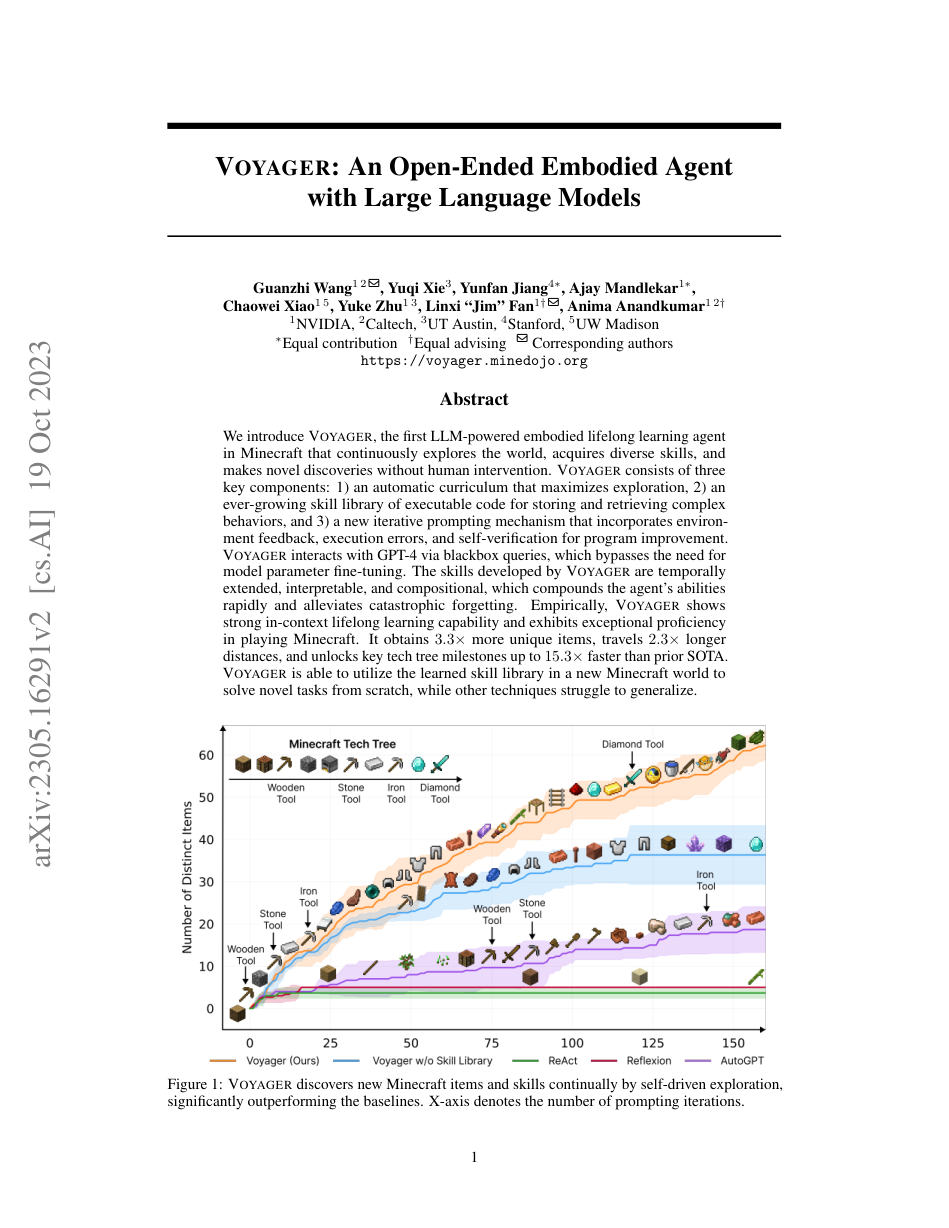 arXiv:2305.16291v2 [cs.AI] 19 Oct 2023
VOYAGER: An Open-Ended Embodied Agent
with Large Language Models
Guanzhi Wang1 2✉, Yuqi Xie3, Yunfan Jiang4∗, Ajay Mandlekar1∗,
Chaowei Xiao1 5, Yuke Zhu1 3, Linxi “Jim” Fan1†✉, Anima Anandkumar1 2†
1NVIDIA, 2Caltech, 3UT Austin, 4Stanford, 5UW Madison
∗Equal contribution †Equal advising ✉ Corresponding authors
https://voyager.minedojo.org
Abstract
We introduce VOYAGER, the first LLM-powered embodied lifelong learning agent
in Minecraft that continuously explores the world, acquires diverse skills, and
makes novel discoveries without human intervention. VOYAGER consists of three
key components: 1) an automatic curriculum that maximizes exploration, 2) an
ever-growing skill library of executable code for storing and retrieving complex
behaviors, and 3) a new iterative prompting mechanism that incorporates environ-
ment feedback, execution errors, and self-verification for program improvement.
VOYAGER interacts with GPT-4 via blackbox queries, which bypasses the need for
model parameter fine-tuning. The skills developed by VOYAGER are temporally
extended, interpretable, and compositional, which compounds the agent’s abilities
rapidly and alleviates catastrophic forgetting. Empirically, VOYAGER shows
strong in-context lifelong learning capability and exhibits exceptional proficiency
in playing Minecraft. It obtains 3.3× more unique items, travels 2.3× longer
distances, and unlocks key tech tree milestones up to 15.3× faster than prior SOTA.
VOYAGER is able to utilize the learned skill library in a new Minecraft world to
solve novel tasks from scratch, while other techniques struggle to generalize.
Minecraft Tech Tree
Wooden
Tool
Stone
Tool
Iron
Tool
Diamond
Tool
Diamond Tool
Number of Distinct Items
60
50
40
30
20
10
0
Wooden
Tool
Stone
Tool
Iron
Tool
Wooden
Tool
Stone
Tool
Iron
Tool
0 25 50 75 100 125 150
Voyager (Ours) Voyager w/o Skill Library ReAct Reflexion AutoGPT
Figure 1: VOYAGER discovers new Minecraft items and skills continually by self-driven exploration,
significantly outperforming the baselines. X-axis denotes the number of prompting iterations.
1